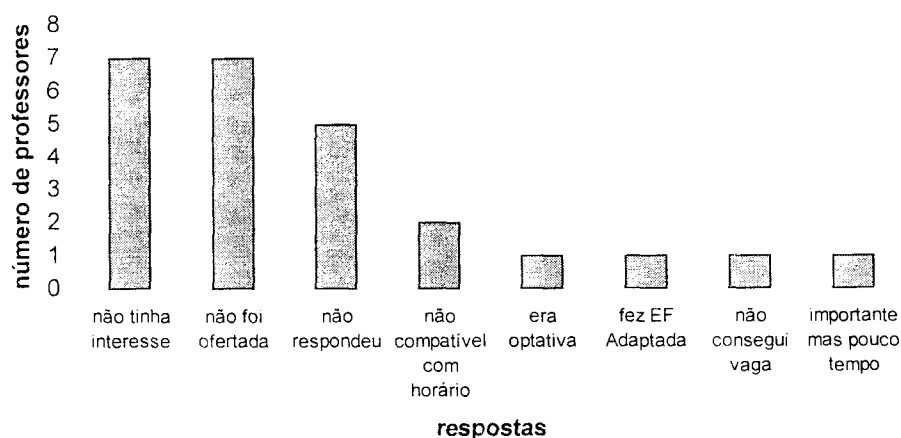 número de professores
8
7
6
5
4
3
2
1
0
não tinha interesse
não foi ofertada
não respondeu
não compatível com horário
era optativa
fez EF Adaptada
não consegui vaga
importante mas pouco tempo
respostas